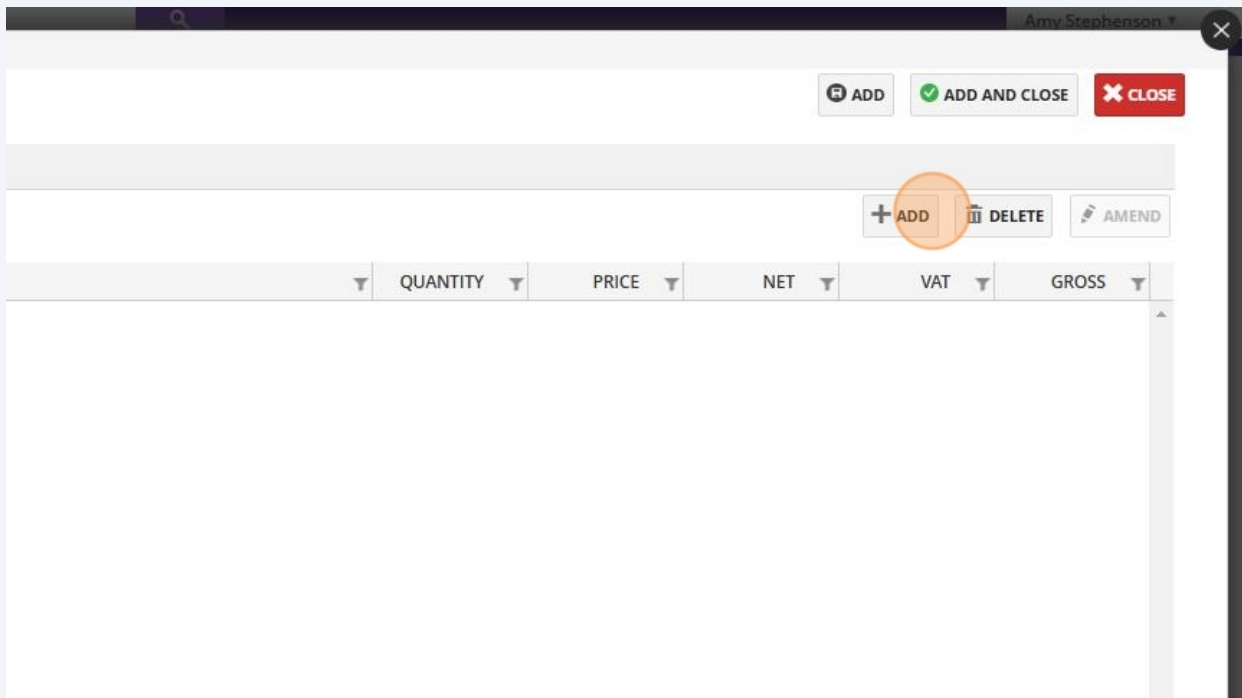 Amy Stephenson
ADD ADD AND CLOSE CLOSE
ADD DELETE AMEND
QUANTITY PRICE NET VAT GROSS